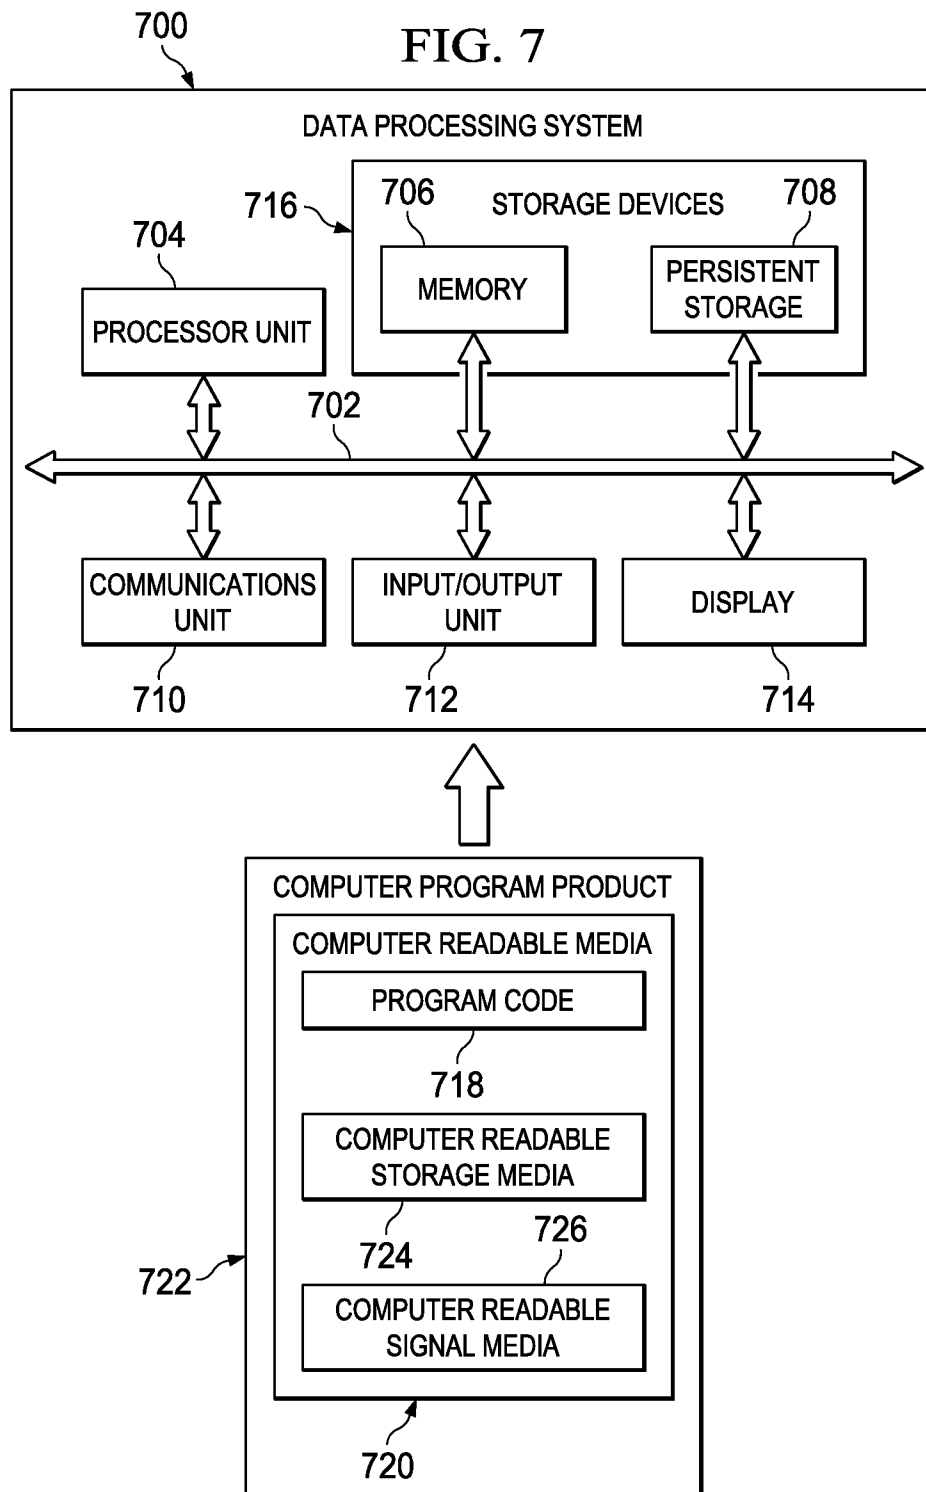 700
FIG. 7
DATA PROCESSING SYSTEM
716
706
STORAGE DEVICES
708
704
MEMORY
PERSISTENT
STORAGE
PROCESSOR UNIT
702
COMMUNICATIONS
UNIT
INPUT/OUTPUT
UNIT
DISPLAY
710
712
714
COMPUTER PROGRAM PRODUCT
COMPUTER READABLE MEDIA
PROGRAM CODE
718
COMPUTER READABLE
STORAGE MEDIA
724
726
722
COMPUTER READABLE
SIGNAL MEDIA
720